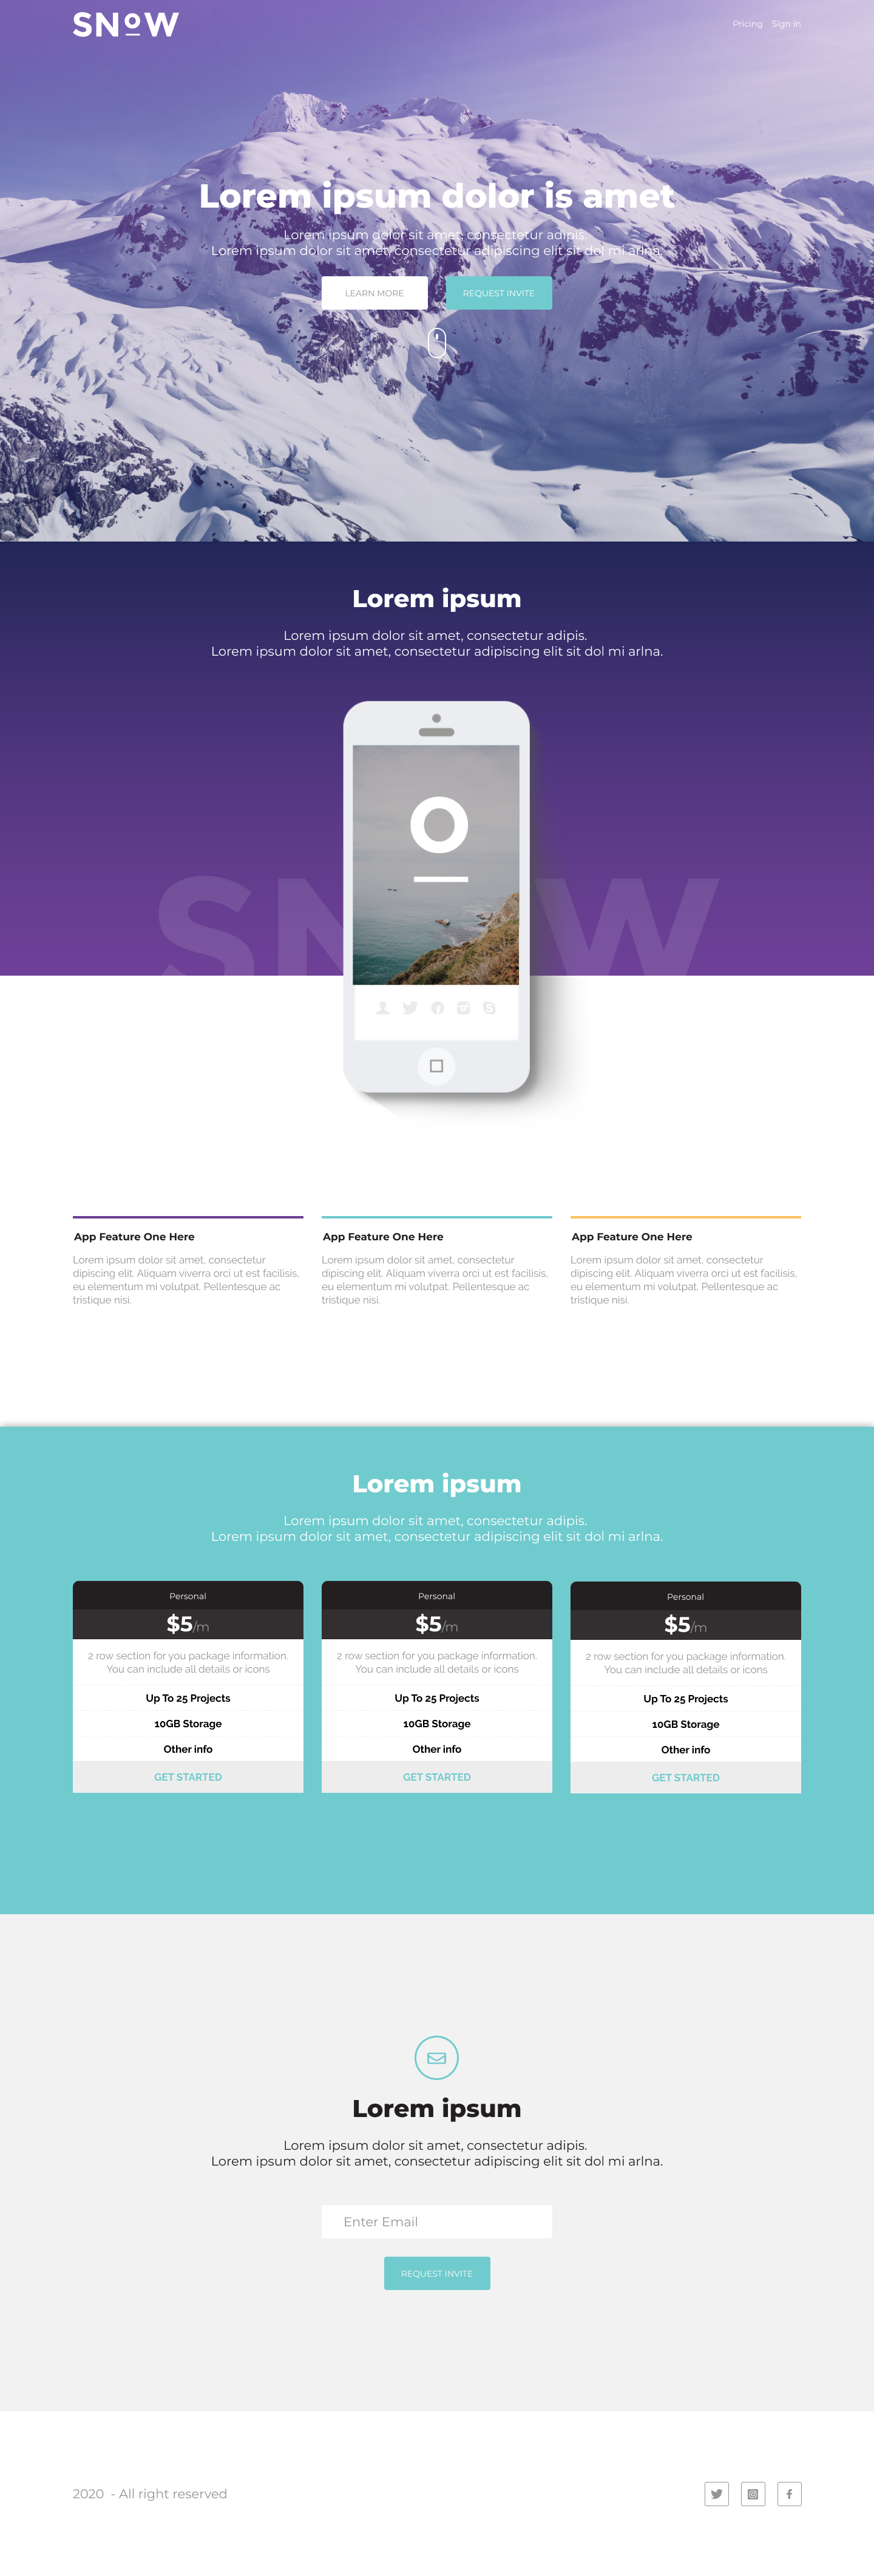 SNOW
Pricing Sign in
Lorem ipsum dolor is amet
Lorem ipsum dolor sit amet, consectetur adipis.
Lorem ipsum dolor sit amet, consectetur adipiscing elit sit dol mi arlna.
LEARN MORE REQUEST INVITE
Lorem ipsum
Lorem ipsum dolor sit amet, consectetur adipis.
Lorem ipsum dolor sit amet, consectetur adipiscing elit sit dol mi arlna.
SNOW
App Feature One Here
Lorem ipsum dolor sit amet, consectetur
dipiscing elit. Aliquam viverra orci ut est facilisis,
eu elementum mi volutpat. Pellentesque ac
tristique nisi.
App Feature One Here
Lorem ipsum dolor sit amet, consectetur
dipiscing elit. Aliquam viverra orci ut est facilisis,
eu elementum mi volutpat. Pellentesque ac
tristique nisi.
App Feature One Here
Lorem ipsum dolor sit amet, consectetur
dipiscing elit. Aliquam viverra orci ut est facilisis,
eu elementum mi volutpat. Pellentesque ac
tristique nisi.
Lorem ipsum
Lorem ipsum dolor sit amet, consectetur adipis.
Lorem ipsum dolor sit amet, consectetur adipiscing elit sit dol mi arlna.
Personal
$5/m
2 row section for you package information.
You can include all details or icons
Up To 25 Projects
10GB Storage
Other info
GET STARTED
Personal
$5/m
2 row section for you package information.
You can include all details or icons
Up To 25 Projects
10GB Storage
Other info
GET STARTED
Personal
$5/m
2 row section for you package information.
You can include all details or icons
Up To 25 Projects
10GB Storage
Other info
GET STARTED
Lorem ipsum
Lorem ipsum dolor sit amet, consectetur adipis.
Lorem ipsum dolor sit amet, consectetur adipiscing elit sit dol mi arlna.
Enter Email
REQUEST INVITE
2020 - All right reserved